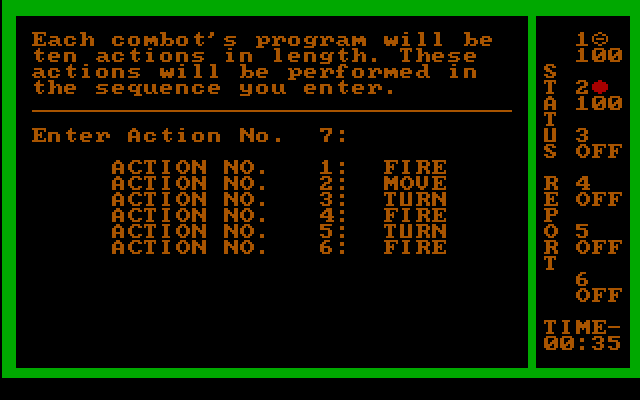 Each combot's program will be
ten actions in length. These
actions will be performed in
the sequence you enter.
Enter Action No. 7:
ACTION NO. 1: FIRE
ACTION NO. 2: MOVE
ACTION NO. 3: TURN
ACTION NO. 4: FIRE
ACTION NO. 5: TURN
ACTION NO. 6: FIRE
STATUS REPORT
1
100
2
100
3
OFF
4
OFF
5
OFF
6
OFF
TIME-
00:35